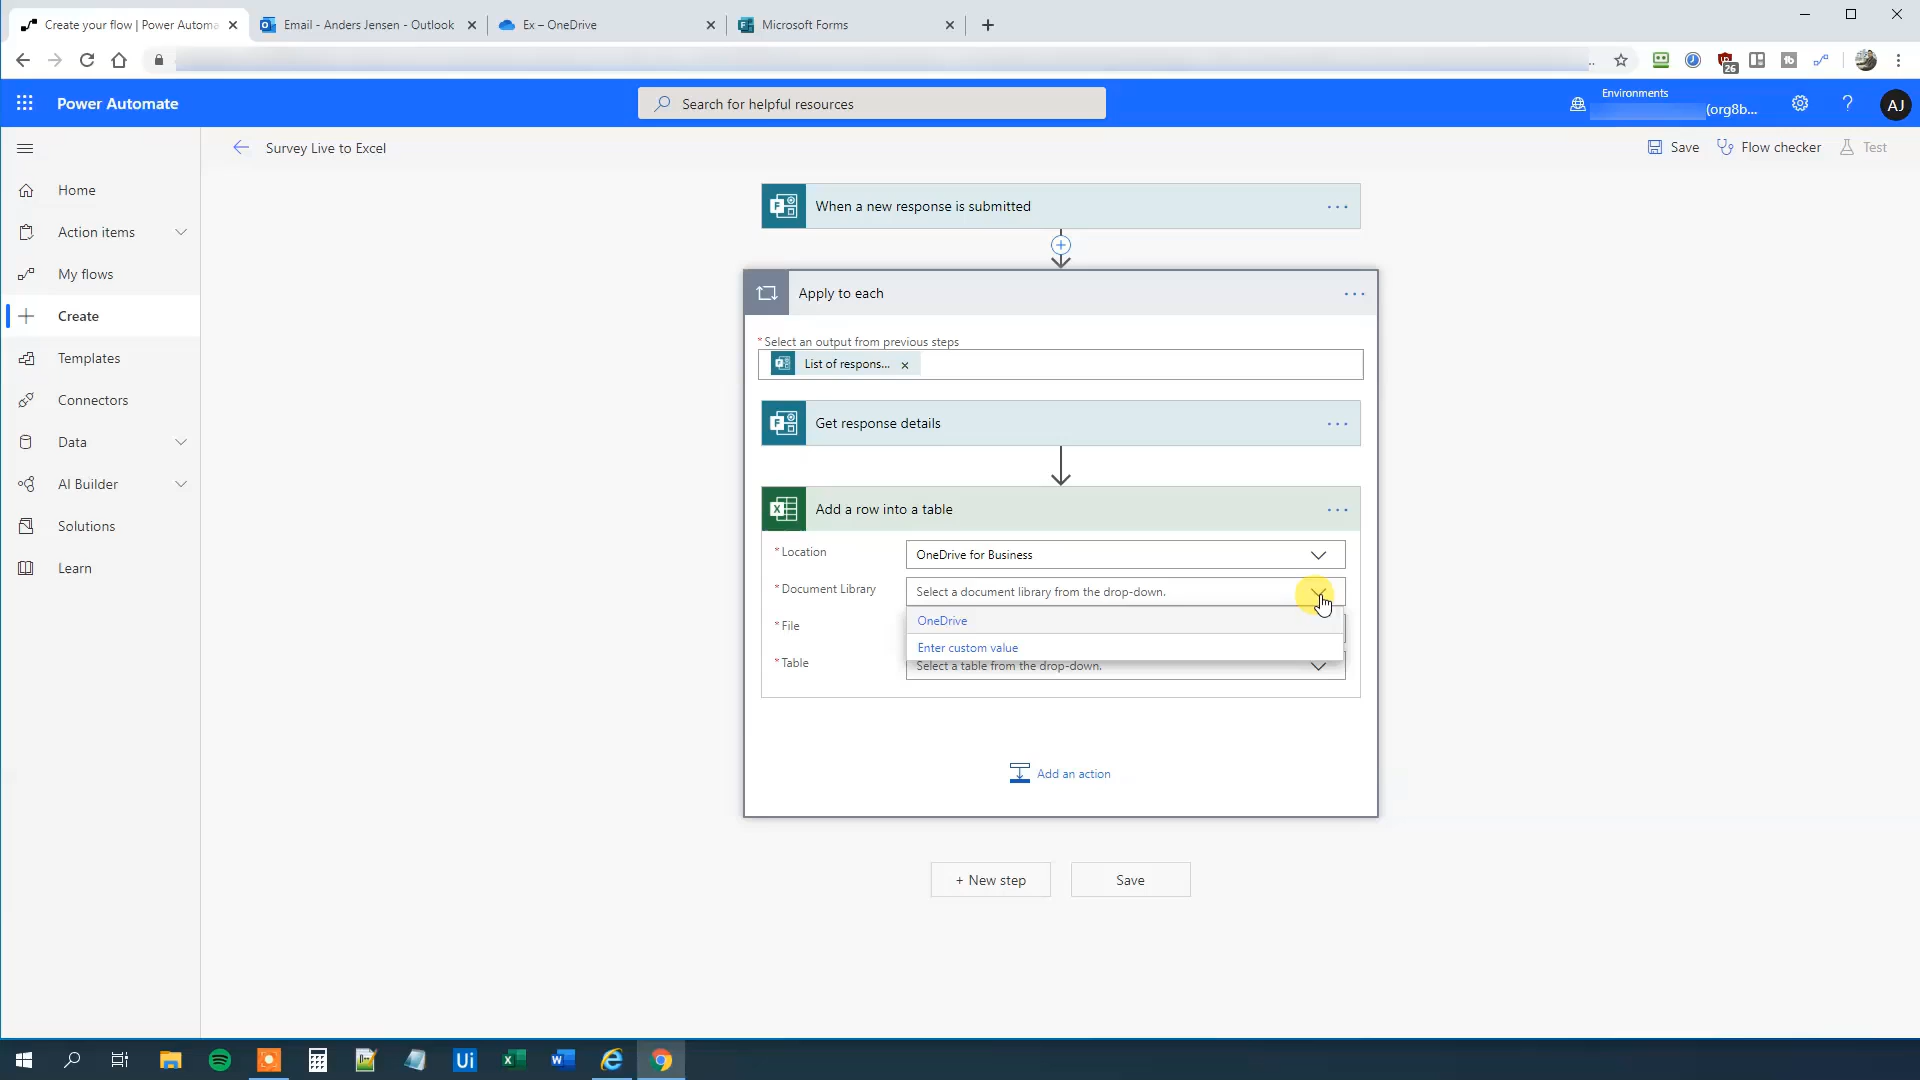 Create your flow | Power Automa
Email - Anders Jensen - Outlook
Ex – OneDrive
Microsoft Forms
26
Power Automate
Search for helpful resources
Environments
(org8b...
AJ
Survey Live to Excel
Save
Flow checker
Test
Home
Action items
My flows
Create
Templates
Connectors
Data
AI Builder
Solutions
Learn
When a new response is submitted
Apply to each
* Select an output from previous steps
List of respons...
Get response details
Add a row into a table
* Location
OneDrive for Business
* Document Library
Select a document library from the drop-down.
OneDrive
* File
Enter custom value
* Table
Select a table from the drop-down.
Add an action
+ New step
Save
Ui